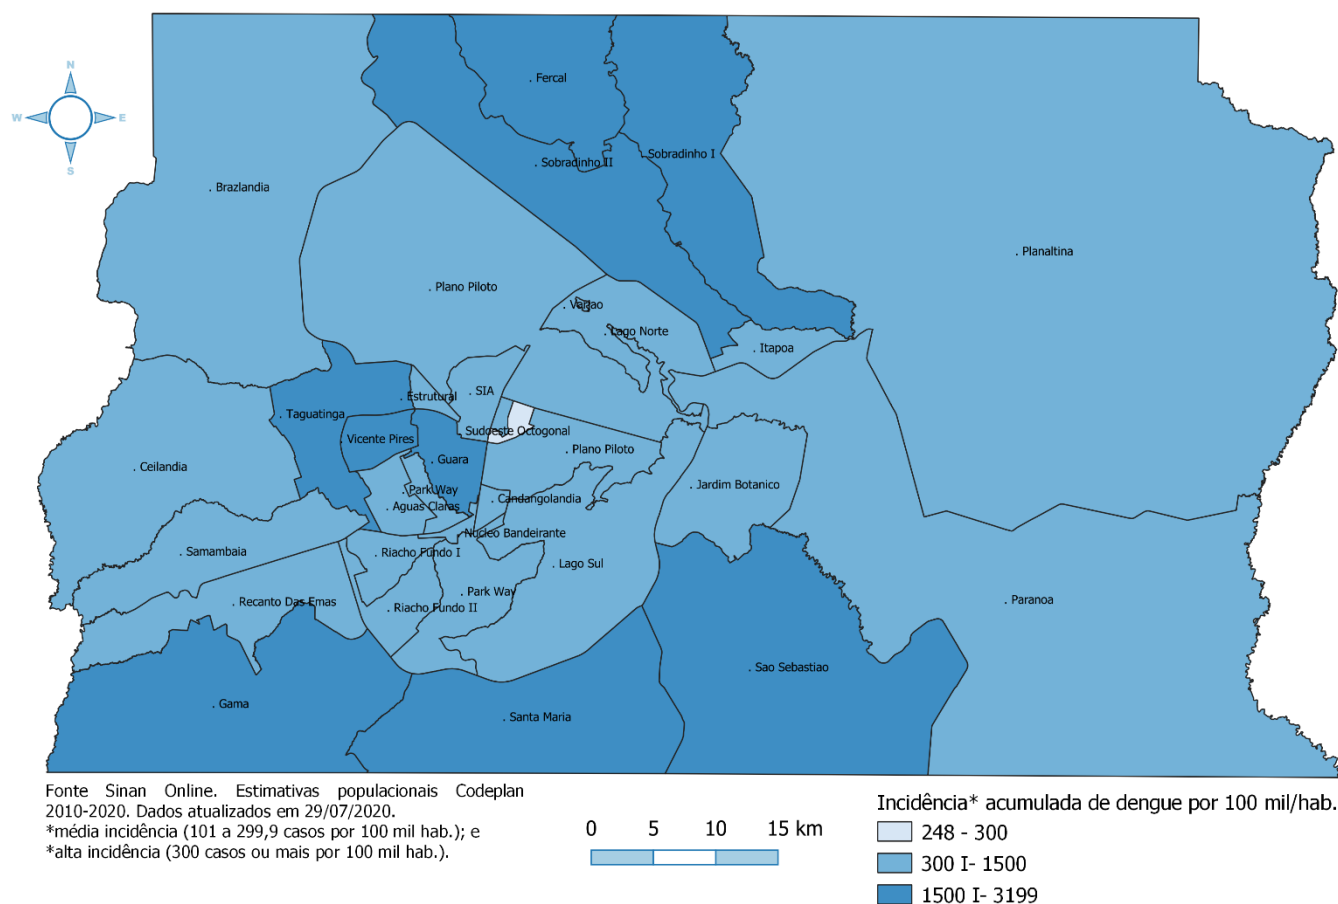 N
W
E
S
. Fercal
. Sobradinho II
Sobradinho I
. Brazlandia
. Planaltina
. Plano Piloto
. Varjao
. Lago Norte
. Itapoa
. Estrutural
. SIA
. Taguatinga
Sudoeste Octogonal
. Vicente Pires
. Guara
. Plano Piloto
. Ceilandia
. Park Way
. Jardim Botanico
. Candangolandia
. Aguas Claras
Nucleo Bandeirante
. Samambaia
. Riacho Fundo I
. Lago Sul
. Park Way
. Recanto Das Emas
. Riacho Fundo II
. Paranoa
. Sao Sebastiao
. Gama
. Santa Maria
Fonte Sinan Online. Estimativas populacionais Codeplan
2010-2020. Dados atualizados em 29/07/2020.
*média incidência (101 a 299,9 casos por 100 mil hab.); e
*alta incidência (300 casos ou mais por 100 mil hab.).
0 5 10 15 km
Incidência* acumulada de dengue por 100 mil/hab.
248 - 300
300 I- 1500
1500 I- 3199